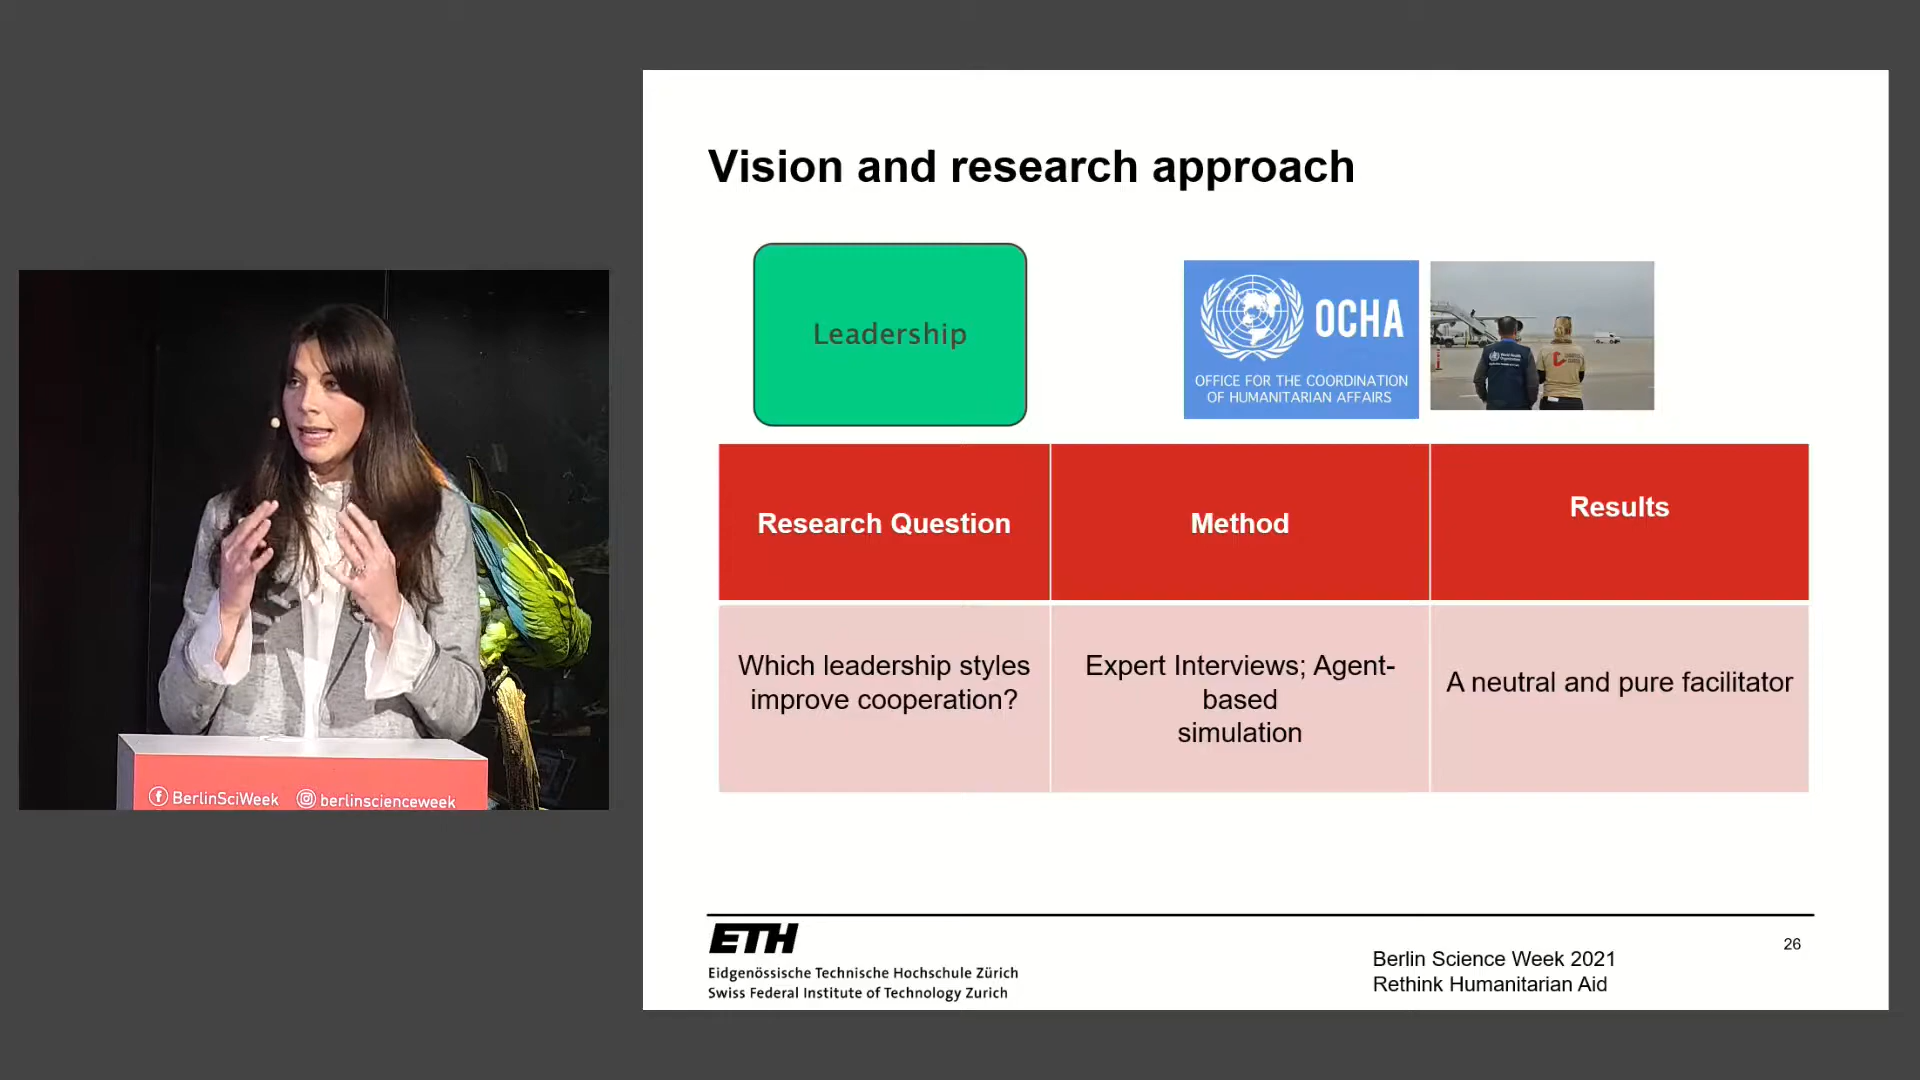 Vision and research approach
Leadership
OCHA
OFFICE FOR THE COORDINATION
OF HUMANITARIAN AFFAIRS
Research Question
Method
Results
Which leadership styles
improve cooperation?
Expert Interviews; Agent-
based
simulation
A neutral and pure facilitator
BerlinSciWeek
berlinscienceweek
ETH
Eidgenössische Technische Hochschule Zürich
Swiss Federal Institute of Technology Zurich
Berlin Science Week 2021
Rethink Humanitarian Aid
26